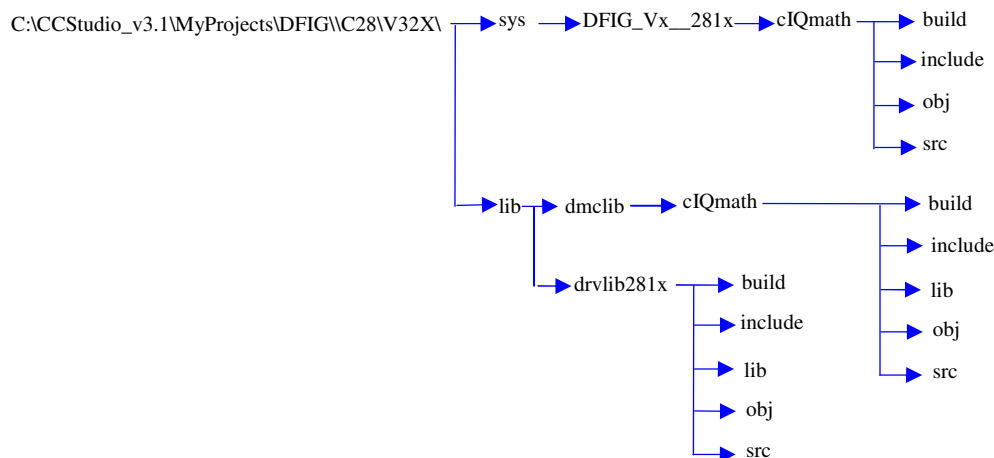 C:\CCStudio_v3.1\MyProjects\DFIG\\C28\V32X\ sys DFIG_Vx__281x cIQmath build
include
obj
src
lib dmclib cIQmath build
include
lib
obj
src
drvlib281x build
include
lib
obj
src